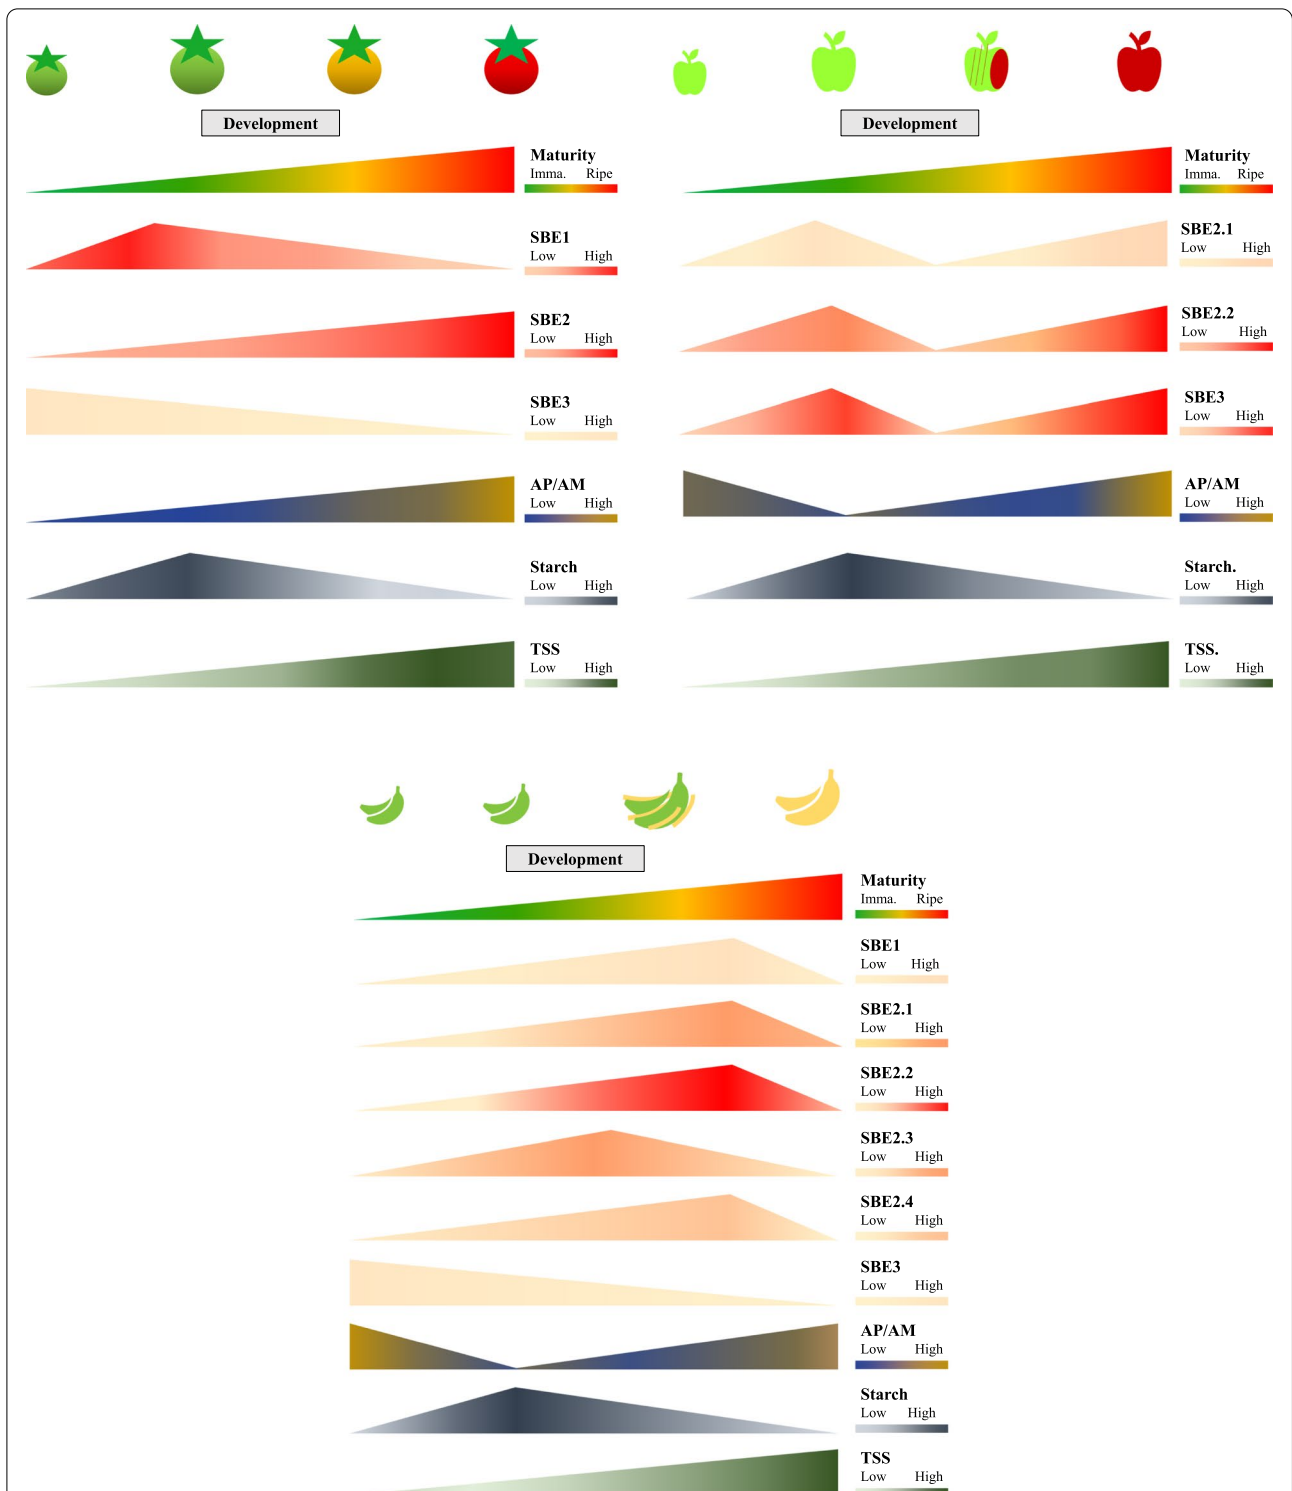 Development
Maturity
Imma. Ripe
SBE1
Low High
SBE2
Low High
SBE3
Low High
AP/AM
Low High
Starch
Low High
TSS
Low High
Development
Maturity
Imma. Ripe
SBE2.1
Low High
SBE2.2
Low High
SBE3
Low High
AP/AM
Low High
Starch.
Low High
TSS.
Low High
Development
Maturity
Imma. Ripe
SBE1
Low High
SBE2.1
Low High
SBE2.2
Low High
SBE2.3
Low High
SBE2.4
Low High
SBE3
Low High
AP/AM
Low High
Starch
Low High
TSS
Low High